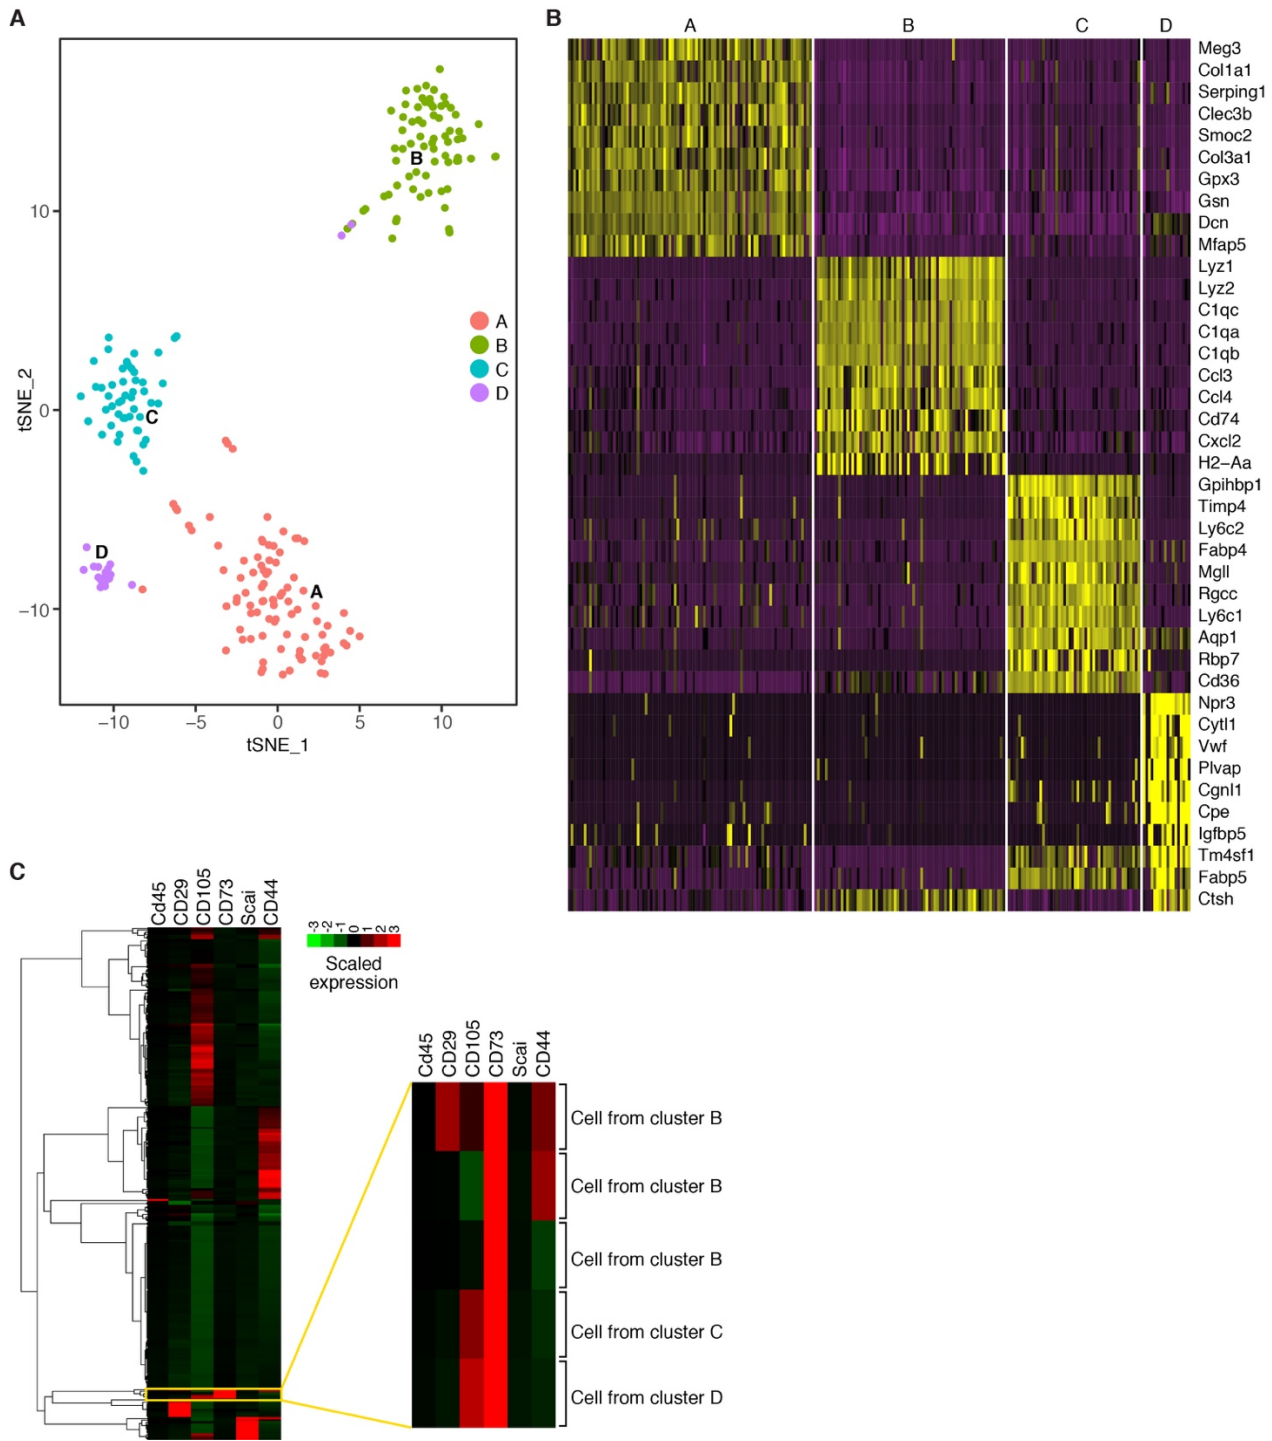 A
B
A B C D
B
10
A
B
C
D
tSNE_2
0
C
D
A
−10
−10 −5 0 5 10
tSNE_1
Meg3
Col1a1
Serping1
Clec3b
Smoc2
Col3a1
Gpx3
Gsn
Dcn
Mfap5
Lyz1
Lyz2
C1qc
C1qa
C1qb
Ccl3
Ccl4
Cd74
Cxcl2
H2−Aa
Gpihbp1
Timp4
Ly6c2
Fabp4
Mgll
Rgcc
Ly6c1
Aqp1
Rbp7
Cd36
Npr3
Cytl1
Vwf
Plvap
Cgnl1
Cpe
Igfbp5
Tm4sf1
Fabp5
Ctsh
C
Cd45 CD29 CD105 CD73 Scai CD44
-3 -2 -1 0 1 2 3
Scaled
expression
Cd45 CD29 CD105 CD73 Scai CD44
Cell from cluster B
Cell from cluster B
Cell from cluster B
Cell from cluster C
Cell from cluster D